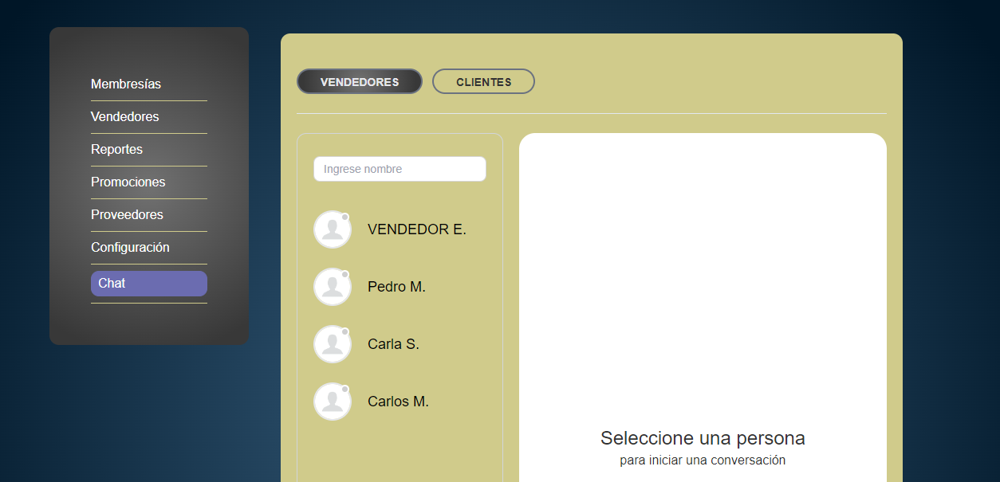 Membresías
Vendedores
Reportes
Promociones
Proveedores
Configuración
Chat
VENDEDORES
CLIENTES
Ingrese nombre
VENDEDOR E.
Pedro M.
Carla S.
Carlos M.
Seleccione una persona
para iniciar una conversación